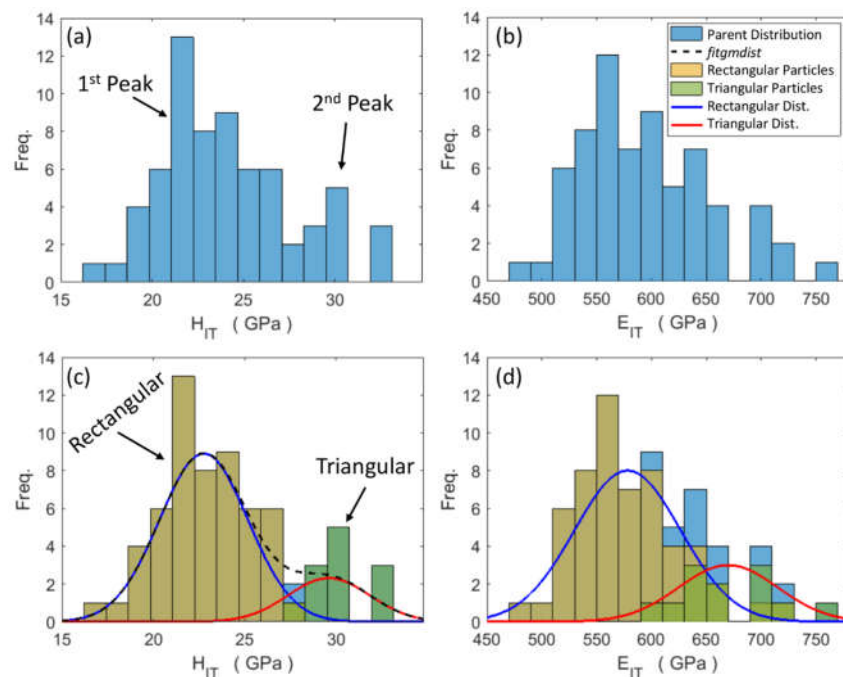 (a)
1st Peak
2nd Peak
Freq.
14
12
10
8
6
4
2
0
15 20 25 30
H_IT ( GPa )
(b)
Parent Distribution
fitgmdist
Rectangular Particles
Triangular Particles
Rectangular Dist.
Triangular Dist.
Freq.
14
12
10
8
6
4
2
0
450 500 550 600 650 700 750
E_IT ( GPa )
(c)
Rectangular
Triangular
Freq.
14
12
10
8
6
4
2
0
15 20 25 30
H_IT ( GPa )
(d)
Freq.
14
12
10
8
6
4
2
0
450 500 550 600 650 700 750
E_IT ( GPa )